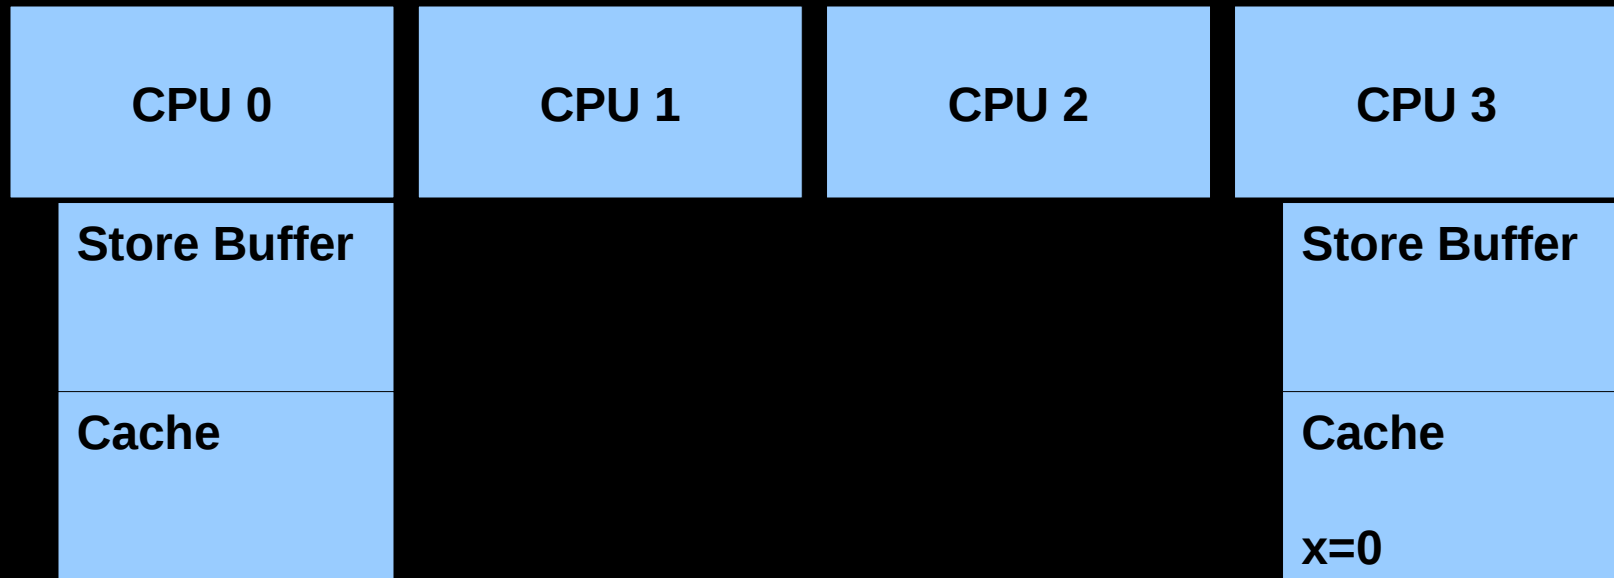 CPU 0
CPU 1
CPU 2
CPU 3
Store Buffer
Store Buffer
Cache
Cache
x=0